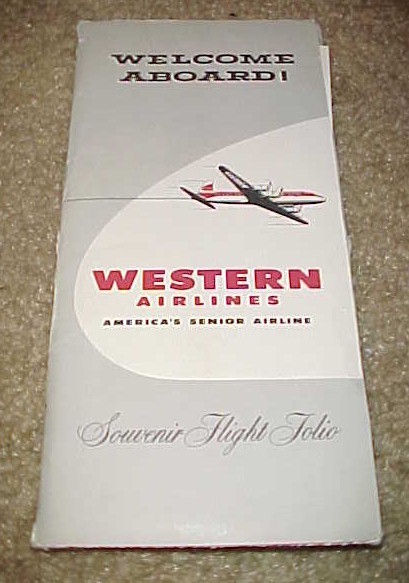 WELCOME
ABOARD!
WESTERN
AIRLINES
AMERICA'S SENIOR AIRLINE
Souvenir Flight Folio